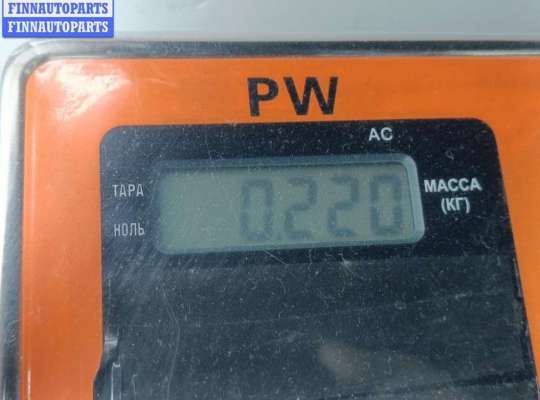 FINNAUTOPARTS
FINNAUTOPARTS
PW
AC
ТАРА
0.220
МАССА
(КГ)
НОЛЬ